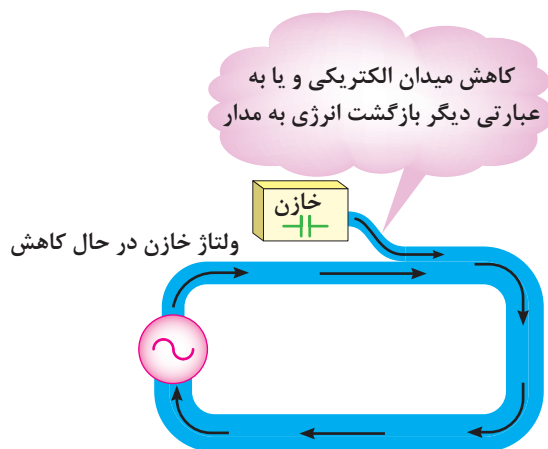 کاهش میدان الکتریکی و یا به
عبارتی دیگر بازگشت انرژی به مدار
خازن
ولتاژ خازن در حال کاهش